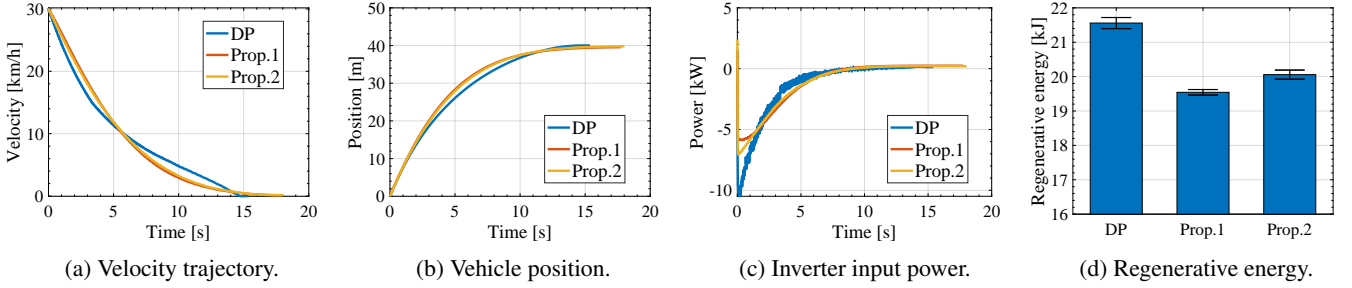 30
20
10
0
Velocity [km/h]
0 5 10 15 20
Time [s]
DP
Prop.1
Prop.2
(a) Velocity trajectory.
50
40
30
20
10
0
Position [m]
0 5 10 15 20
Time [s]
DP
Prop.1
Prop.2
(b) Vehicle position.
0
-5
-10
Power [kW]
0 5 10 15 20
Time [s]
DP
Prop.1
Prop.2
(c) Inverter input power.
22
21
20
19
18
17
16
Regenerative energy [kJ]
DP Prop.1 Prop.2
(d) Regenerative energy.